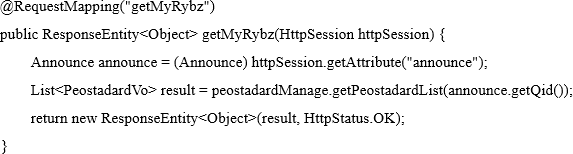 @RequestMapping("getMyRybz")
public ResponseEntity<Object> getMyRybz(HttpSession httpSession) {
Announce announce = (Announce) httpSession.getAttribute("announce");
List<PeostadardVo> result = peostadardManage.getPeostadardList(announce.getQid());
return new ResponseEntity<Object>(result, HttpStatus.OK);
}